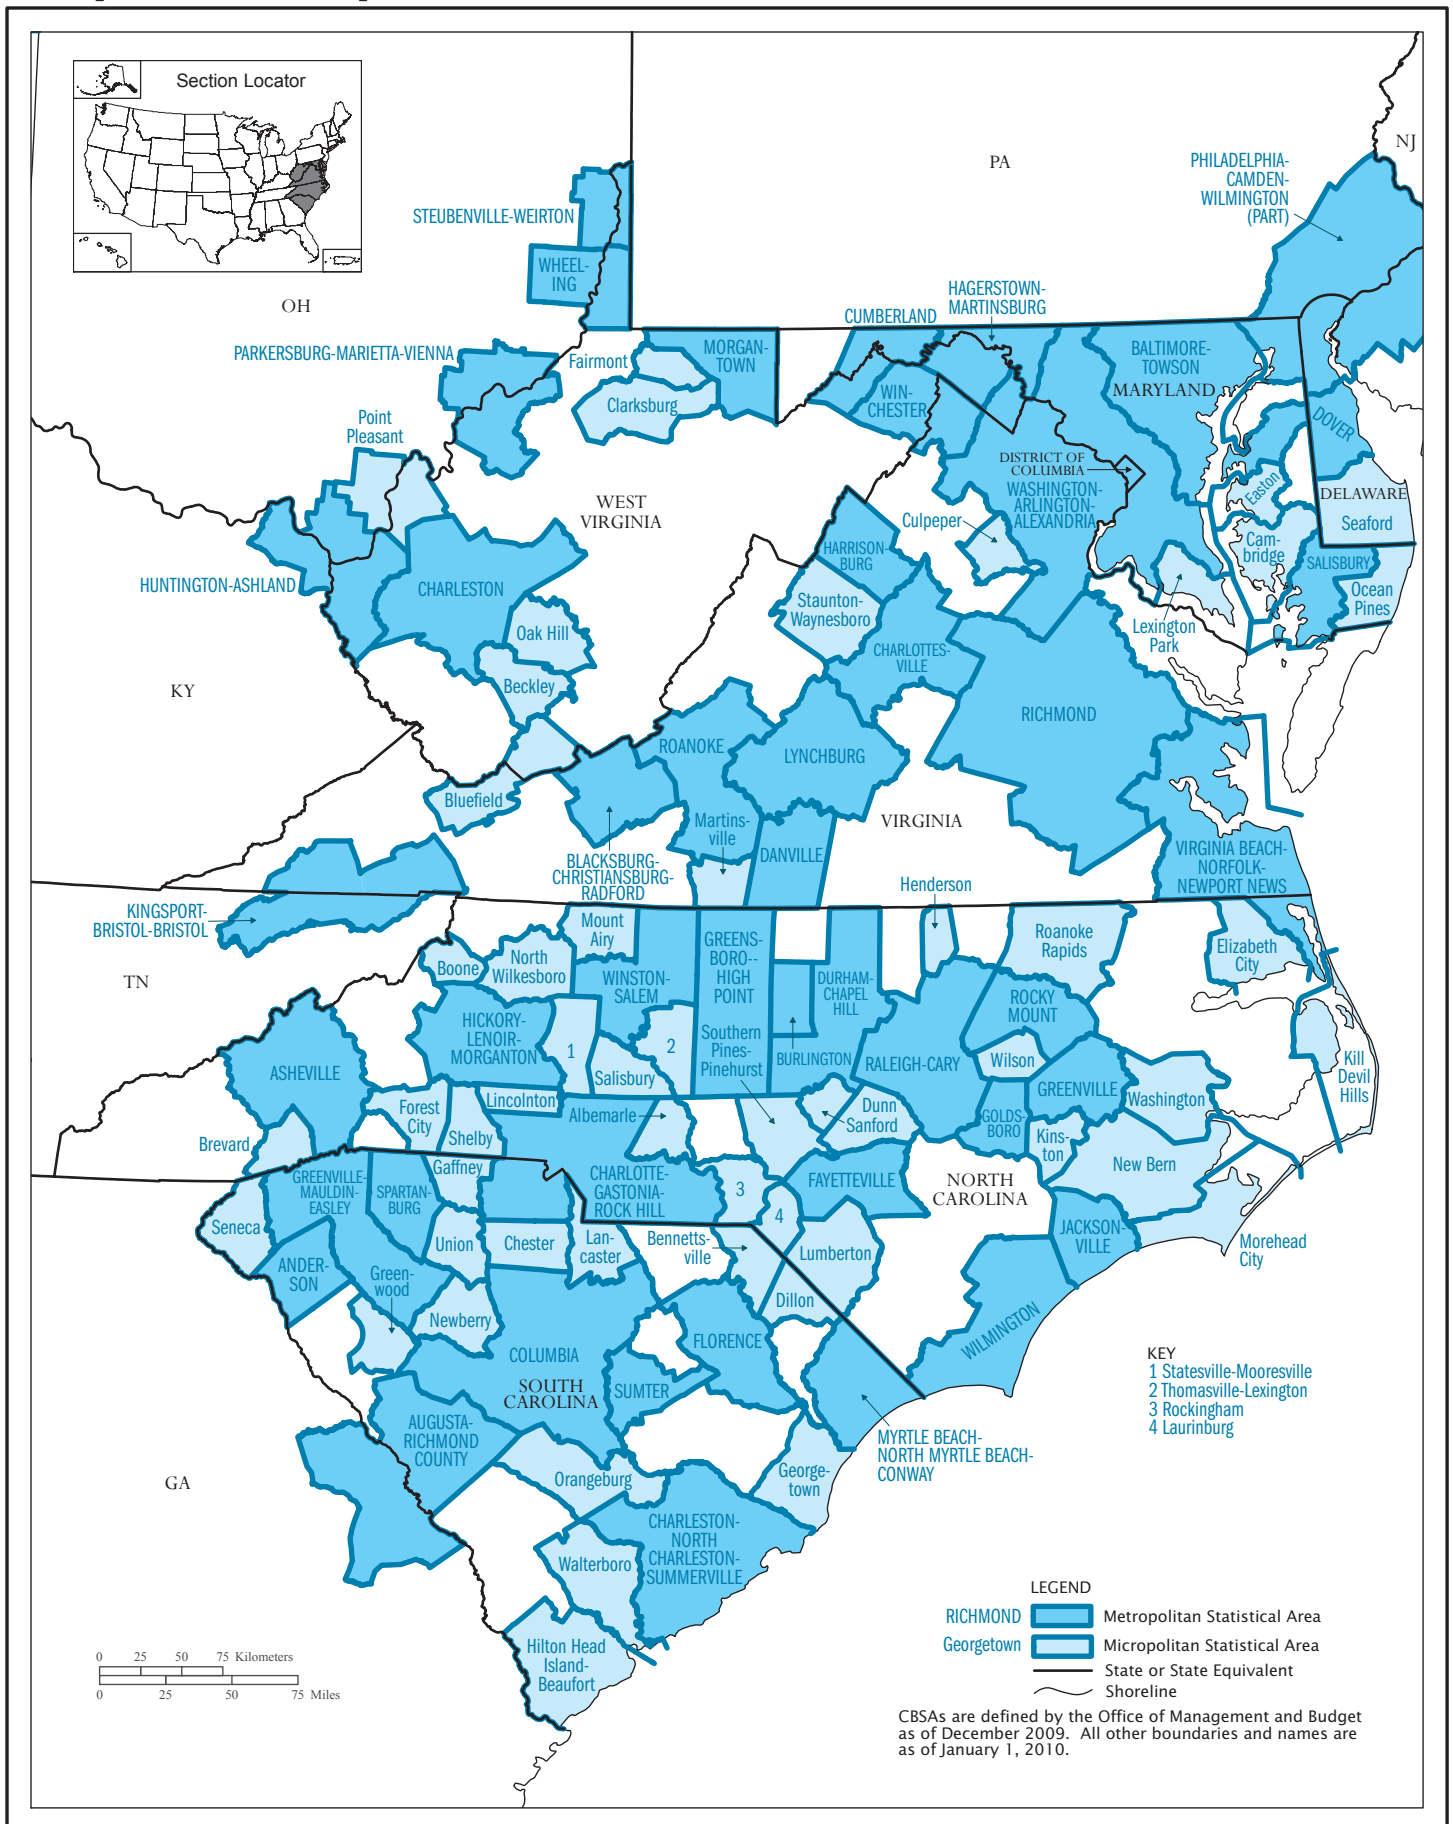 Section Locator
PA
NJ
PHILADELPHIA-
CAMDEN-
WILMINGTON
(PART)
STEUBENVILLE-WEIRTON
WHEEL-
ING
OH
HAGERSTOWN-
MARTINSBURG
CUMBERLAND
PARKERSBURG-MARIETTA-VIENNA
Fairmont
MORGAN-
TOWN
BALTIMORE-
TOWSON
MARYLAND
WIN-
CHESTER
Clarksburg
Point
Pleasant
DOVER
DISTRICT OF
COLUMBIA
WASHINGTON-
ARLINGTON-
ALEXANDRIA
Easton
DELAWARE
Seaford
WEST
VIRGINIA
Culpeper
HARRISON-
BURG
Cam-
bridge
SALISBURY
Ocean
Pines
HUNTINGTON-ASHLAND
CHARLESTON
Staunton-
Waynesboro
Oak Hill
Lexington
Park
CHARLOTTES-
VILLE
Beckley
KY
RICHMOND
ROANOKE
LYNCHBURG
Bluefield
Martins-
ville
VIRGINIA
DANVILLE
BLACKSBURG-
CHRISTIANSBURG-
RADFORD
VIRGINIA BEACH-
NORFOLK-
NEWPORT NEWS
Henderson
KINGSPORT-
BRISTOL-BRISTOL
Mount
Airy
GREENS-
BORO--
HIGH
POINT
Roanoke
Rapids
Elizabeth
City
TN
Boone
North
Wilkesboro
WINSTON-
SALEM
DURHAM-
CHAPEL
HILL
ROCKY
MOUNT
HICKORY-
LENOIR-
MORGANTON
1
2
Southern
Pines-
Pinehurst
BURLINGTON
RALEIGH-CARY
Wilson
Kill
Devil
Hills
ASHEVILLE
Salisbury
GREENVILLE
Washington
Lincolnton
Forest
City
Albemarle
Dunn
Sanford
GOLDS-
BORO
Brevard
Shelby
Kins-
ton
New Bern
Gaffney
GREENVILLE-
MAULDIN-
EASLEY
SPARTAN-
BURG
CHARLOTTE-
GASTONIA-
ROCK HILL
3
FAYETTEVILLE
NORTH
CAROLINA
4
Seneca
Union
Chester
Lan-
caster
Bennetts-
ville
Lumberton
JACKSON-
VILLE
Morehead
City
ANDER-
SON
Green-
wood
Dillon
Newberry
FLORENCE
WILMINGTON
COLUMBIA
SOUTH
CAROLINA
SUMTER
KEY
1 Statesville-Mooresville
2 Thomasville-Lexington
3 Rockingham
4 Laurinburg
AUGUSTA-
RICHMOND
COUNTY
MYRTLE BEACH-
NORTH MYRTLE BEACH-
CONWAY
GA
Orangeburg
George-
town
CHARLESTON-
NORTH
CHARLESTON-
SUMMERVILLE
Walterboro
Hilton Head
Island-
Beaufort
LEGEND
RICHMOND Metropolitan Statistical Area
Georgetown Micropolitan Statistical Area
State or State Equivalent
Shoreline
0 25 50 75 Kilometers
0 25 50 75 Miles
CBSAs are defined by the Office of Management and Budget
as of December 2009. All other boundaries and names are
as of January 1, 2010.